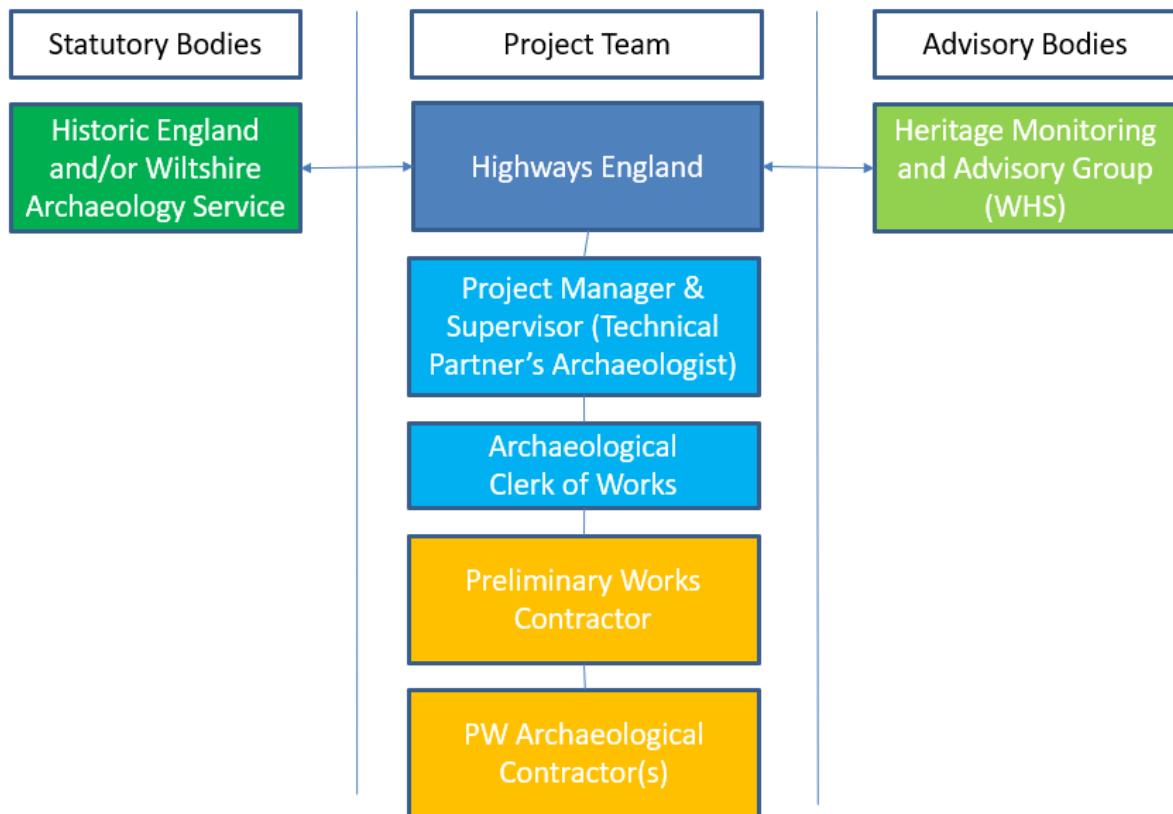 Statutory Bodies
Project Team
Advisory Bodies
Historic England
and/or Wiltshire
Archaeology Service
Highways England
Heritage Monitoring
and Advisory Group
(WHS)
Project Manager &
Supervisor (Technical
Partner’s Archaeologist)
Archaeological
Clerk of Works
Preliminary Works
Contractor
PW Archaeological
Contractor(s)